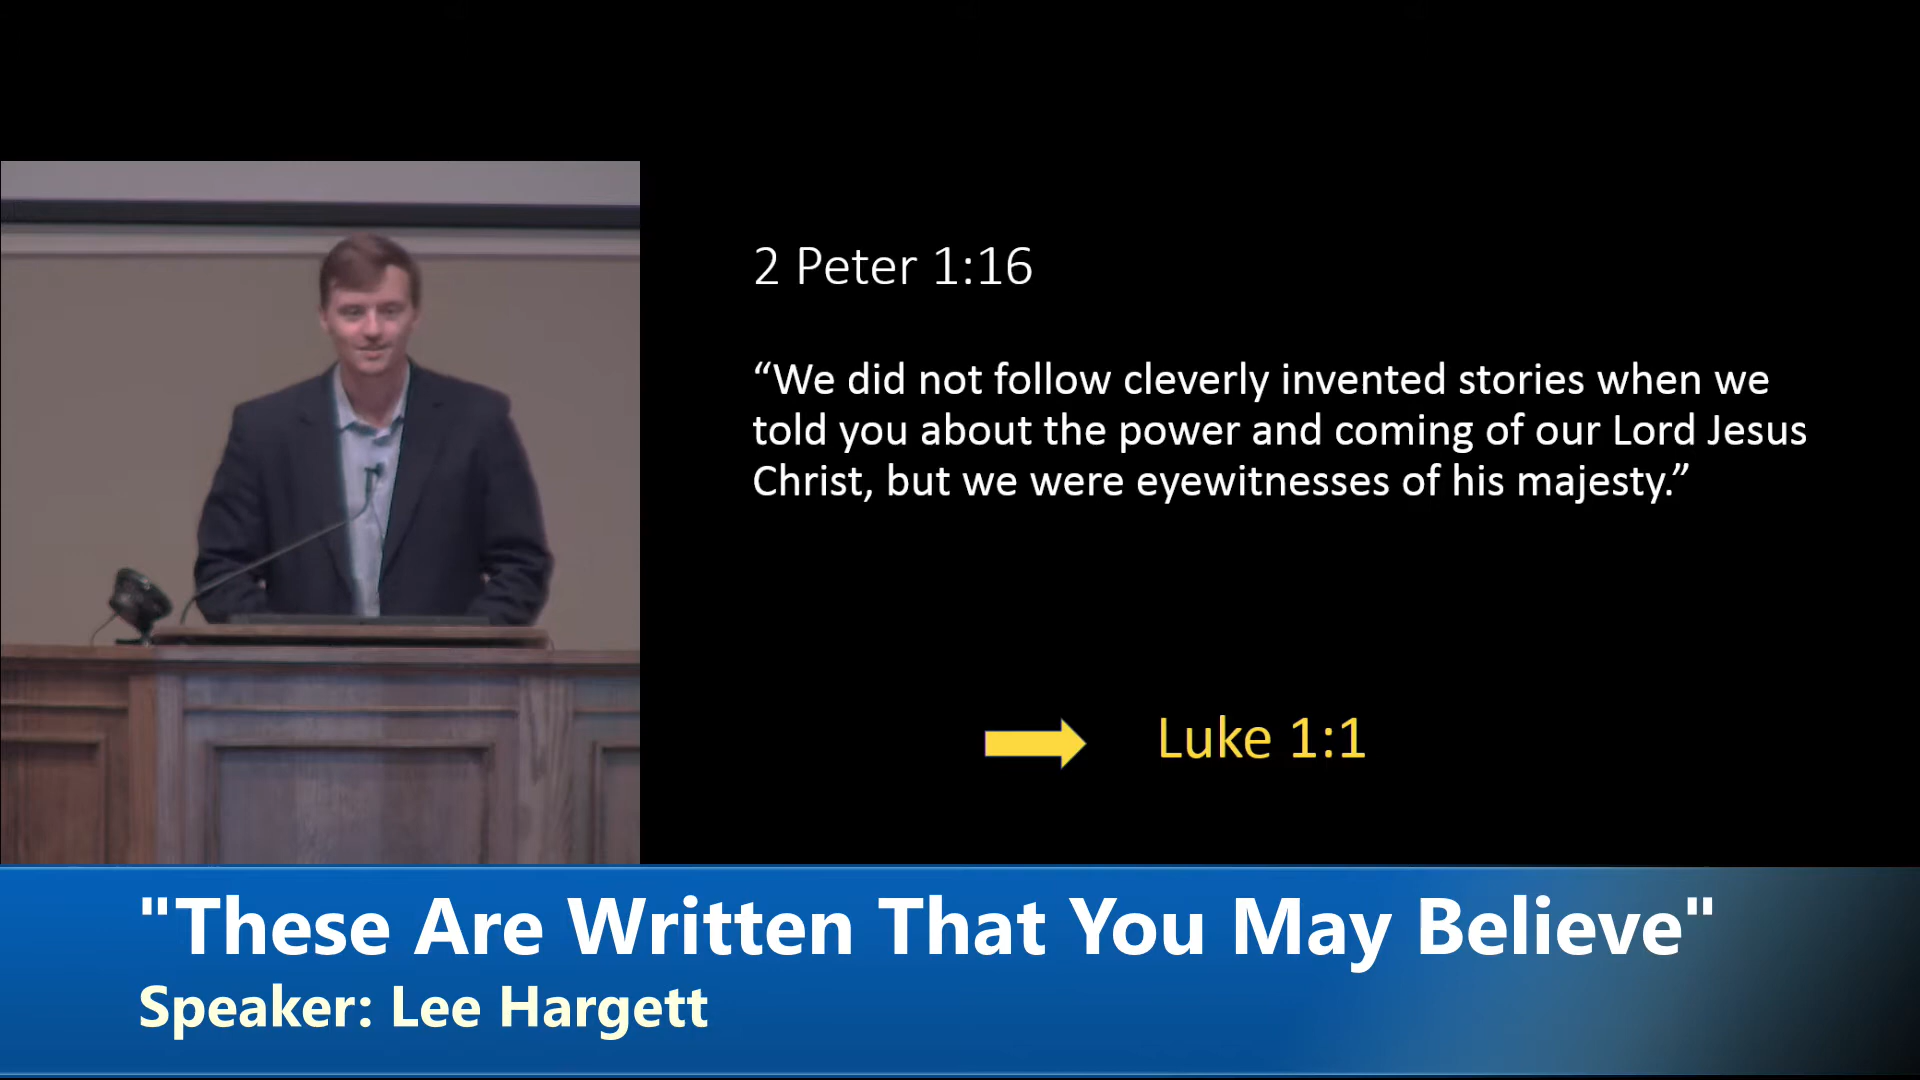 2 Peter 1:16
“We did not follow cleverly invented stories when we
told you about the power and coming of our Lord Jesus
Christ, but we were eyewitnesses of his majesty.”
Luke 1:1
"These Are Written That You May Believe"
Speaker: Lee Hargett